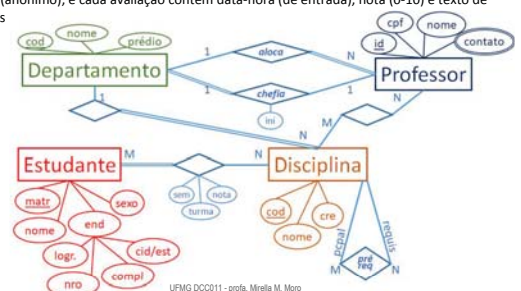 (anônimo), e cada avaliação contém data-hora (de entrada), nota (0-10) e texto de
s
cod nome prédio
Departamento
1 aloca N
1 chefia 1
ini
cpf nome
id contato
Professor
1 N M N
Estudante
M N
Disciplina
sem nota
turma
matr sexo
nome end
logr. cid/est
nro compl
cod cre
nome
pcpal requis
M pré req N
UFMG DCC011 - profa. Mirella M. Moro